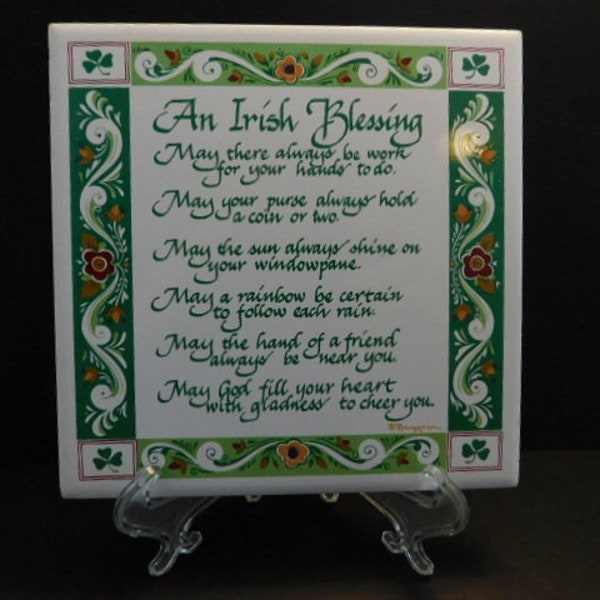 An Irish Blessing
May there always be work
for your hands to do.
May your purse always hold
a coin or two.
May the sun always shine on
your windowpane.
May a rainbow be certain
to follow each rain.
May the hand of a friend
always be near you.
May God fill your heart
with gladness to cheer you.